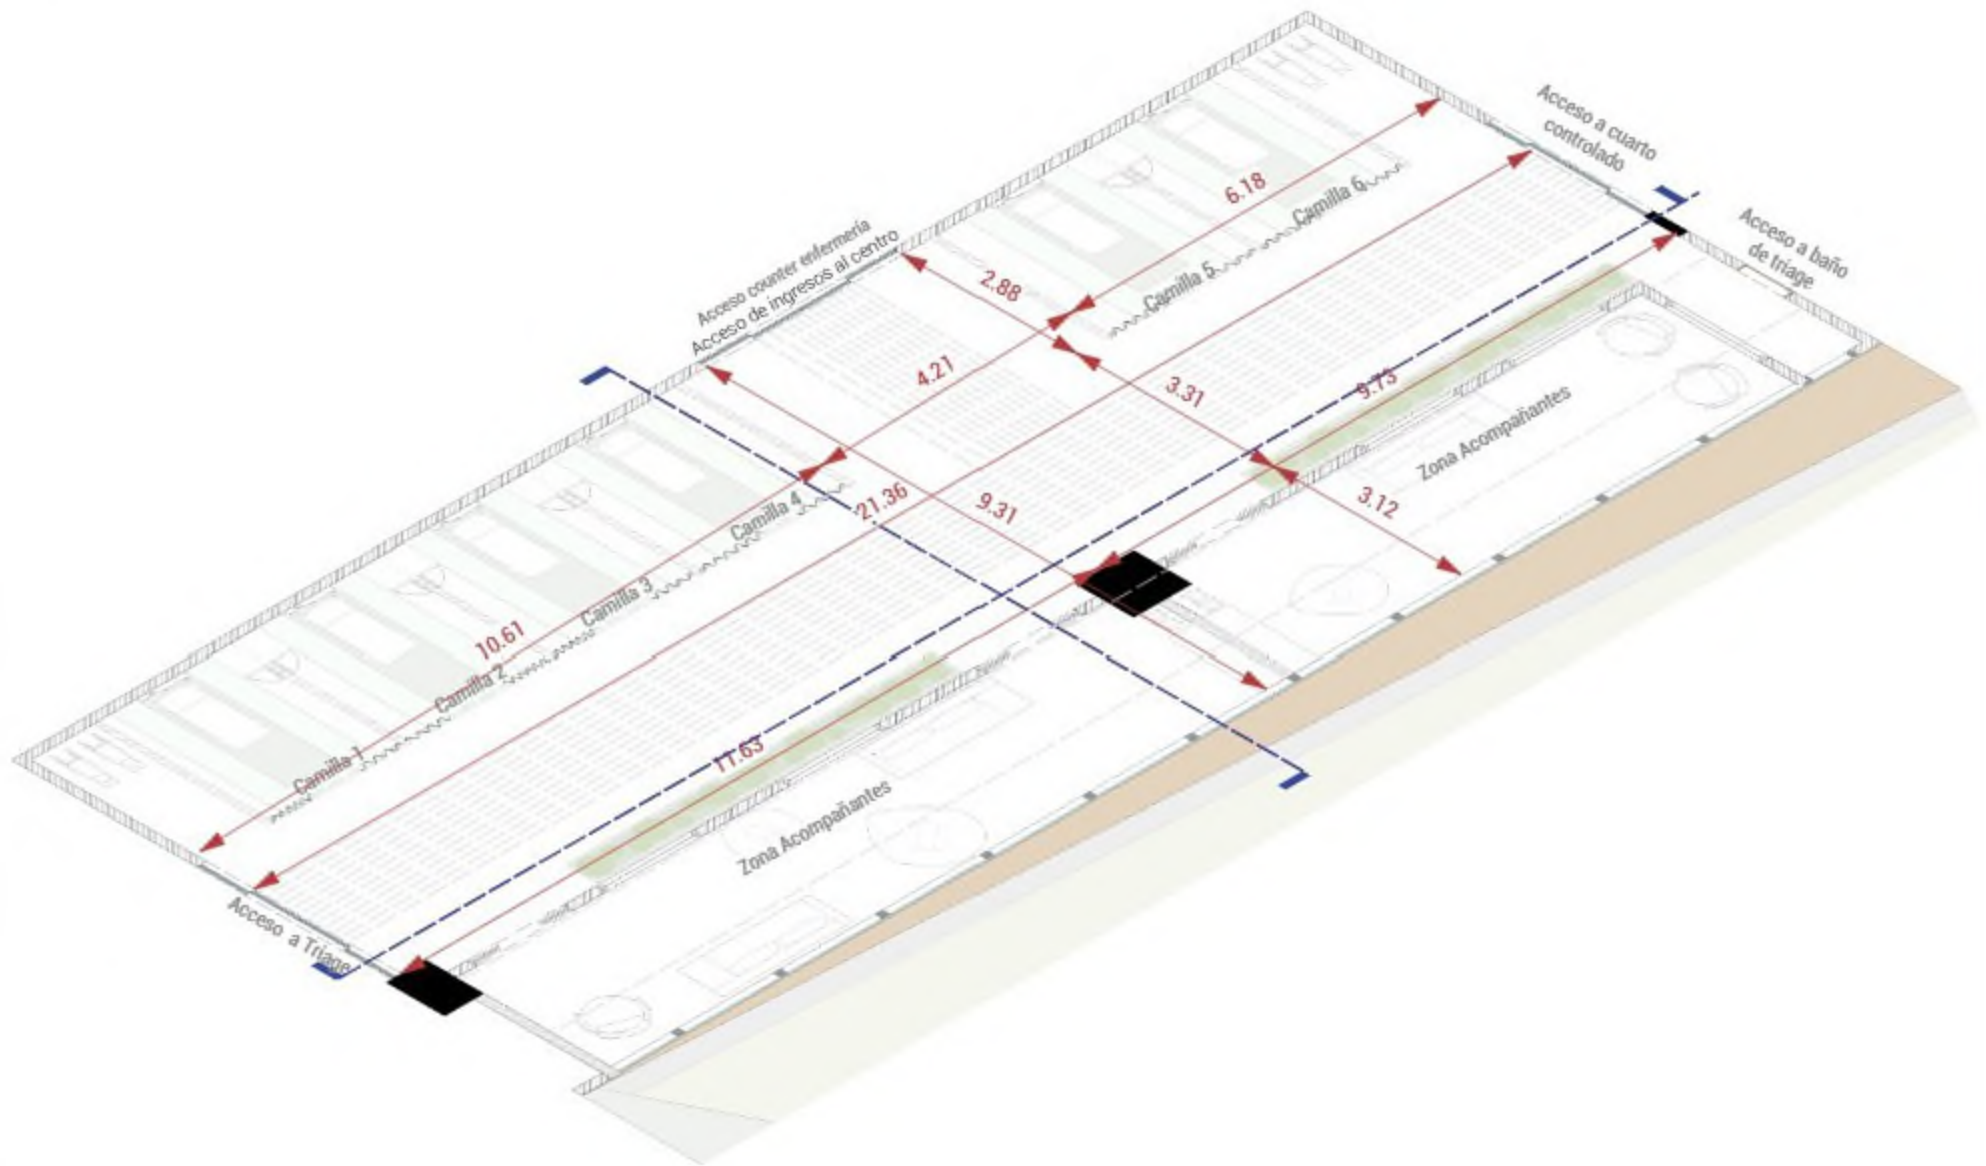 Acceso a cuarto
controlado
Acceso a baño
de triage
Acceso counter enfermería
Acceso de ingresos al centro
6.18
Camilla 6
Camilla 5
2.88
4.21
3.31
9.73
Zona Acompañantes
3.12
21.36
9.31
Camilla 4
Camilla 3
10.61
Camilla 2
Camilla 1
11.63
Zona Acompañantes
Acceso a Triage